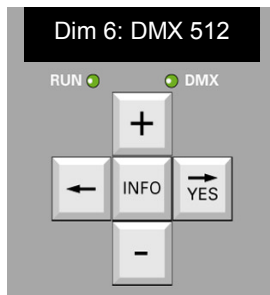 Dim 6: DMX 512
RUN DMX
+
← INFO → YES
-